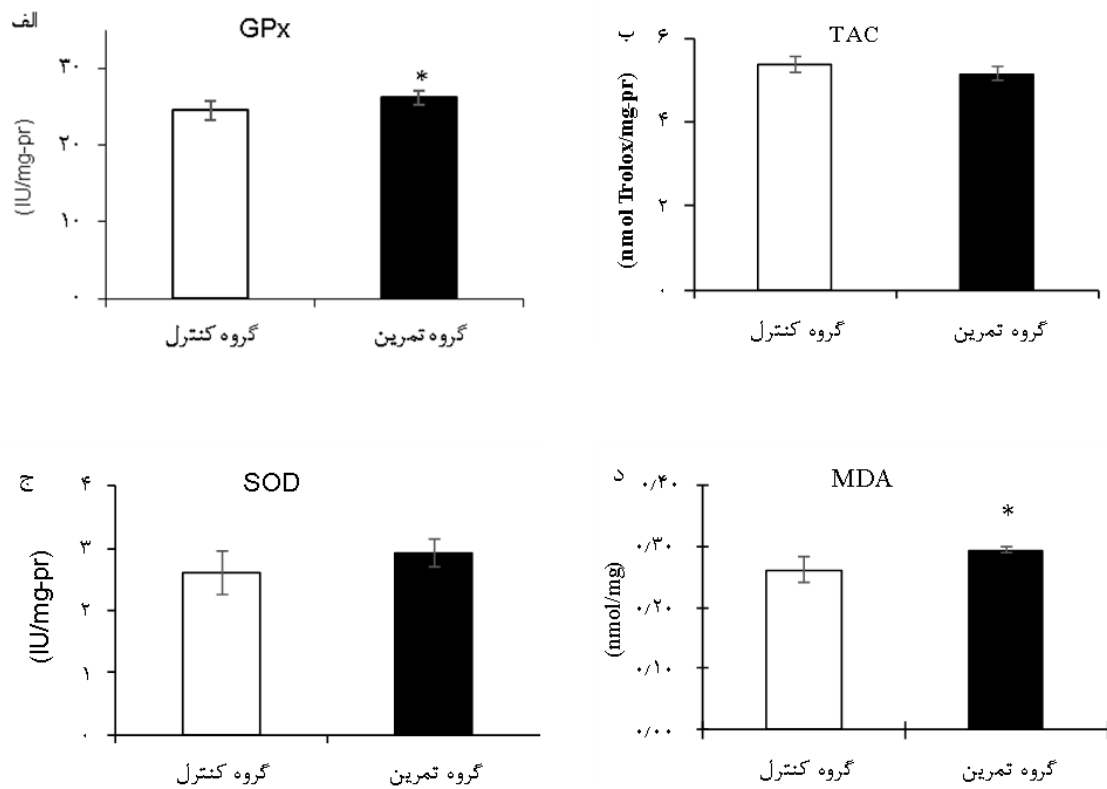 الف
GPx
*
(IU/mg-pr)
۳۰
۲۰
۱۰
۰
گروه کنترل
گروه تمرین
ب
TAC
(nmol Trolox/mg-pr)
۶
۴
۲
۰
گروه کنترل
گروه تمرین
ج
SOD
(IU/mg-pr)
۴
۳
۲
۱
۰
گروه کنترل
گروه تمرین
د
MDA
*
(nmol/mg)
۰/۴۰
۰/۳۰
۰/۲۰
۰/۱۰
۰/۰۰
گروه کنترل
گروه تمرین